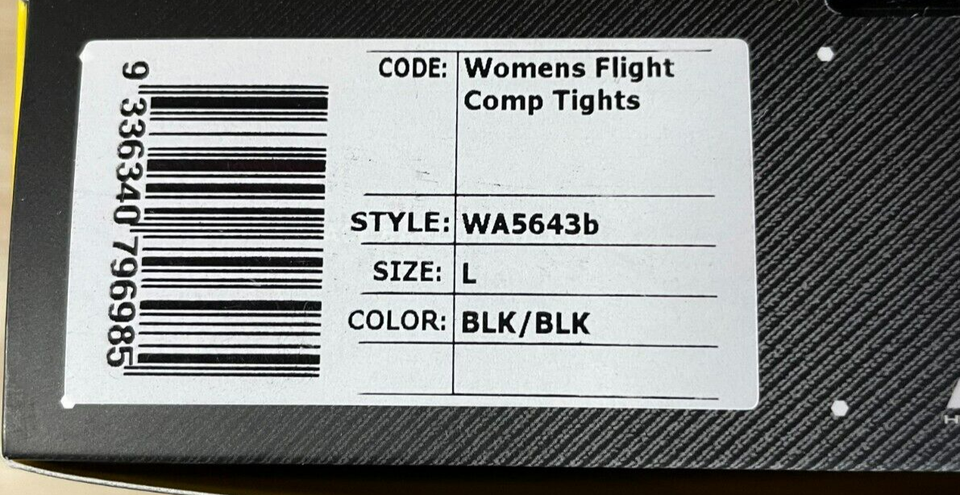 9 336340 796985
CODE: Womens Flight
Comp Tights
STYLE: WA5643b
SIZE: L
COLOR: BLK/BLK